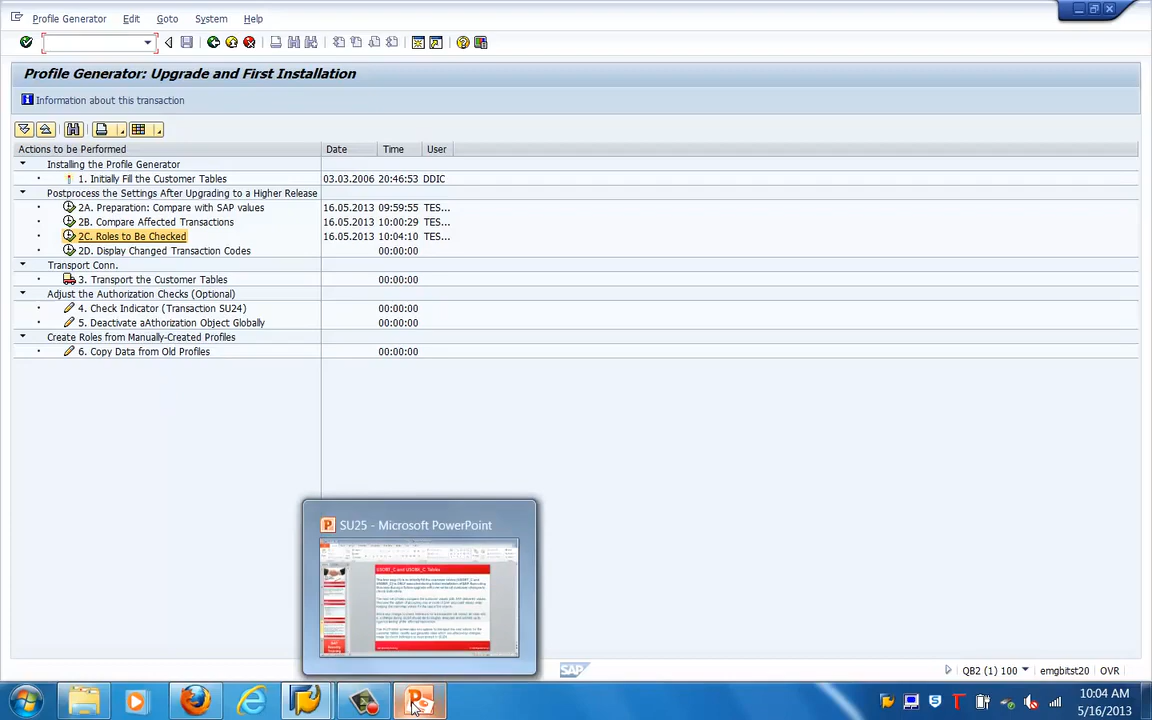 Profile Generator Edit Goto System Help
Profile Generator: Upgrade and First Installation
Information about this transaction
Actions to be Performed Date Time User
Installing the Profile Generator
1. Initially Fill the Customer Tables 03.03.2006 20:46:53 DDIC
Postprocess the Settings After Upgrading to a Higher Release
2A. Preparation: Compare with SAP values 16.05.2013 09:59:55 TES...
2B. Compare Affected Transactions 16.05.2013 10:00:29 TES...
2C. Roles to Be Checked 16.05.2013 10:04:10 TES...
2D. Display Changed Transaction Codes 00:00:00
Transport Conn.
3. Transport the Customer Tables 00:00:00
Adjust the Authorization Checks (Optional)
4. Check Indicator (Transaction SU24) 00:00:00
5. Deactivate aAthorization Object Globally 00:00:00
Create Roles from Manually-Created Profiles
6. Copy Data from Old Profiles 00:00:00
SU25 - Microsoft PowerPoint
SAP QB2 (1) 100 emgbitst20 OVR
10:04 AM
5/16/2013